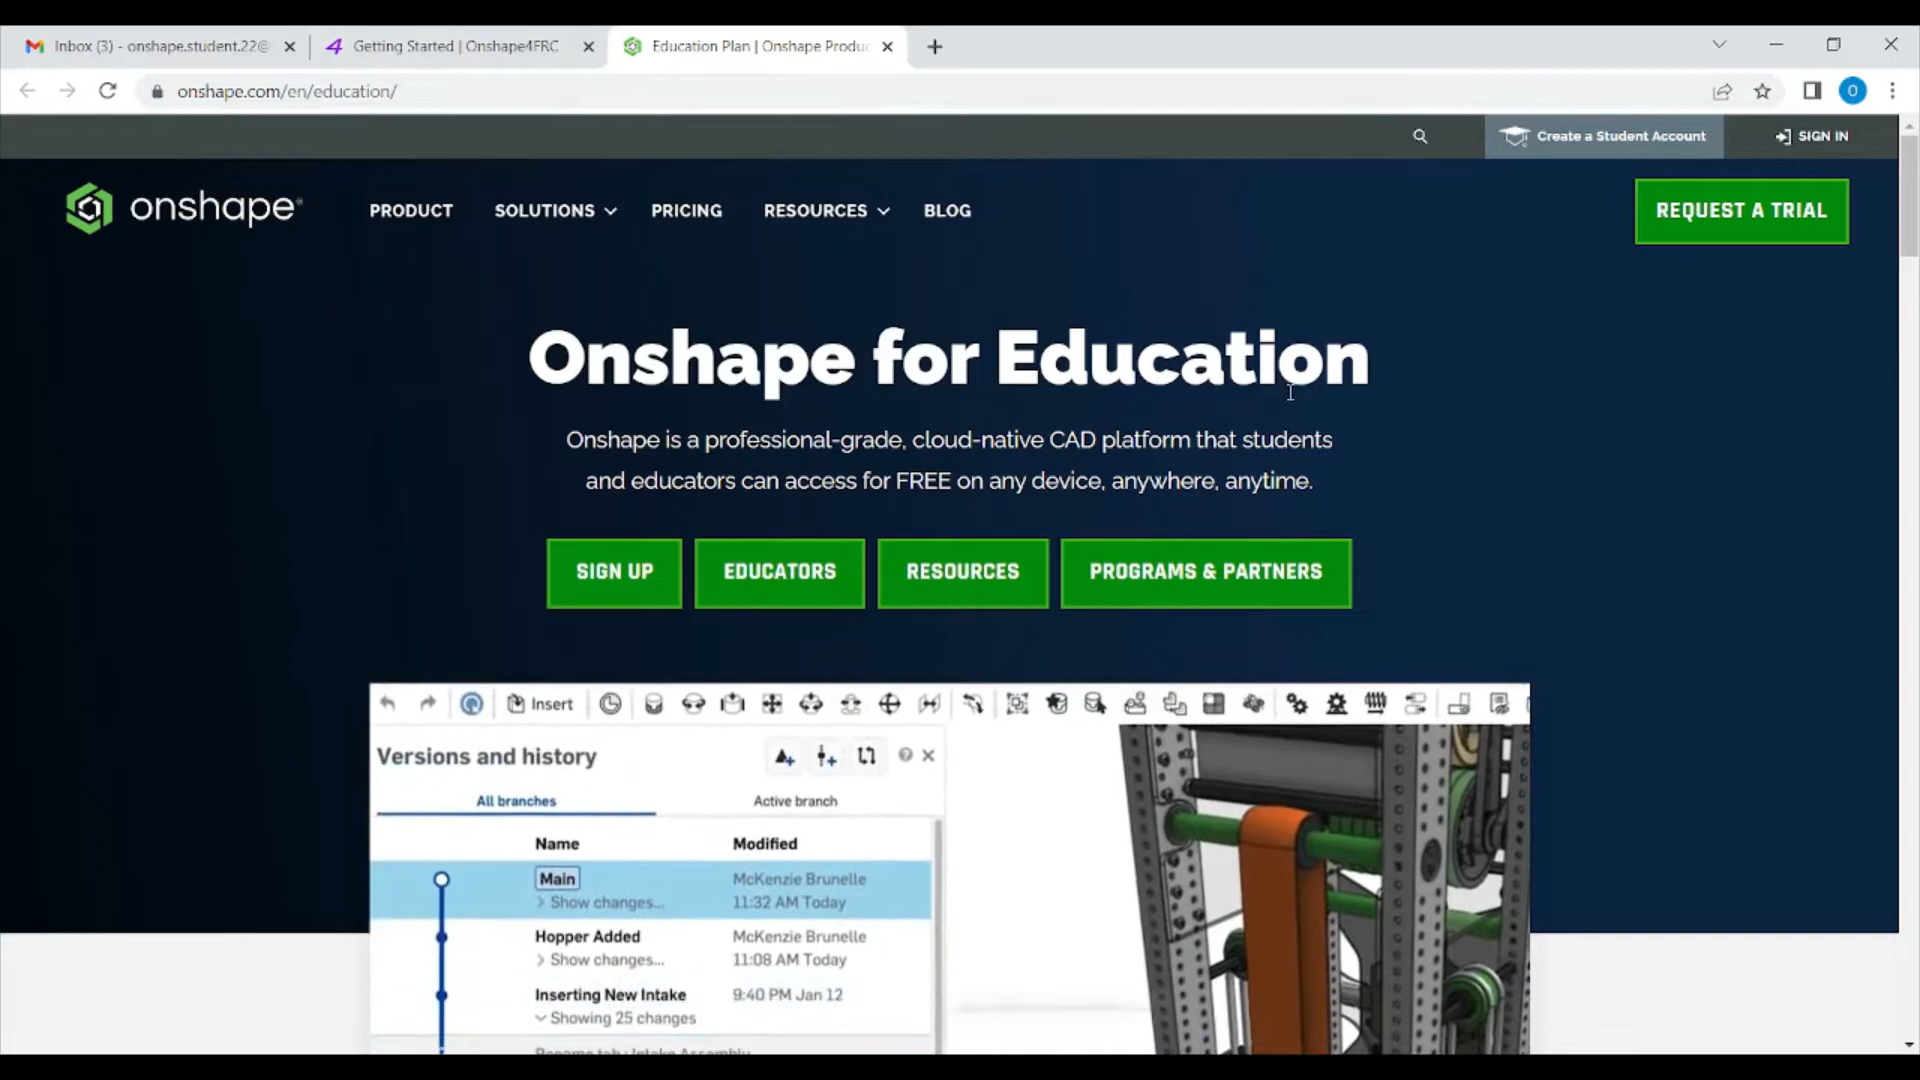 Inbox (3) - onshape.student.22@
Getting Started | Onshape4FRC
Education Plan | Onshape Produc
onshape.com/en/education/
O
Create a Student Account
SIGN IN
onshape
PRODUCT
SOLUTIONS
PRICING
RESOURCES
BLOG
REQUEST A TRIAL
Onshape for Education
Onshape is a professional-grade, cloud-native CAD platform that students
and educators can access for FREE on any device, anywhere, anytime.
SIGN UP
EDUCATORS
RESOURCES
PROGRAMS & PARTNERS
Insert
Versions and history
All branches
Active branch
Name
Modified
Main
McKenzie Brunelle
Show changes...
11:32 AM Today
Hopper Added
McKenzie Brunelle
Show changes...
11:08 AM Today
Inserting New Intake
9:40 PM Jan 12
Showing 25 changes
Rename tab : Intake Assembly